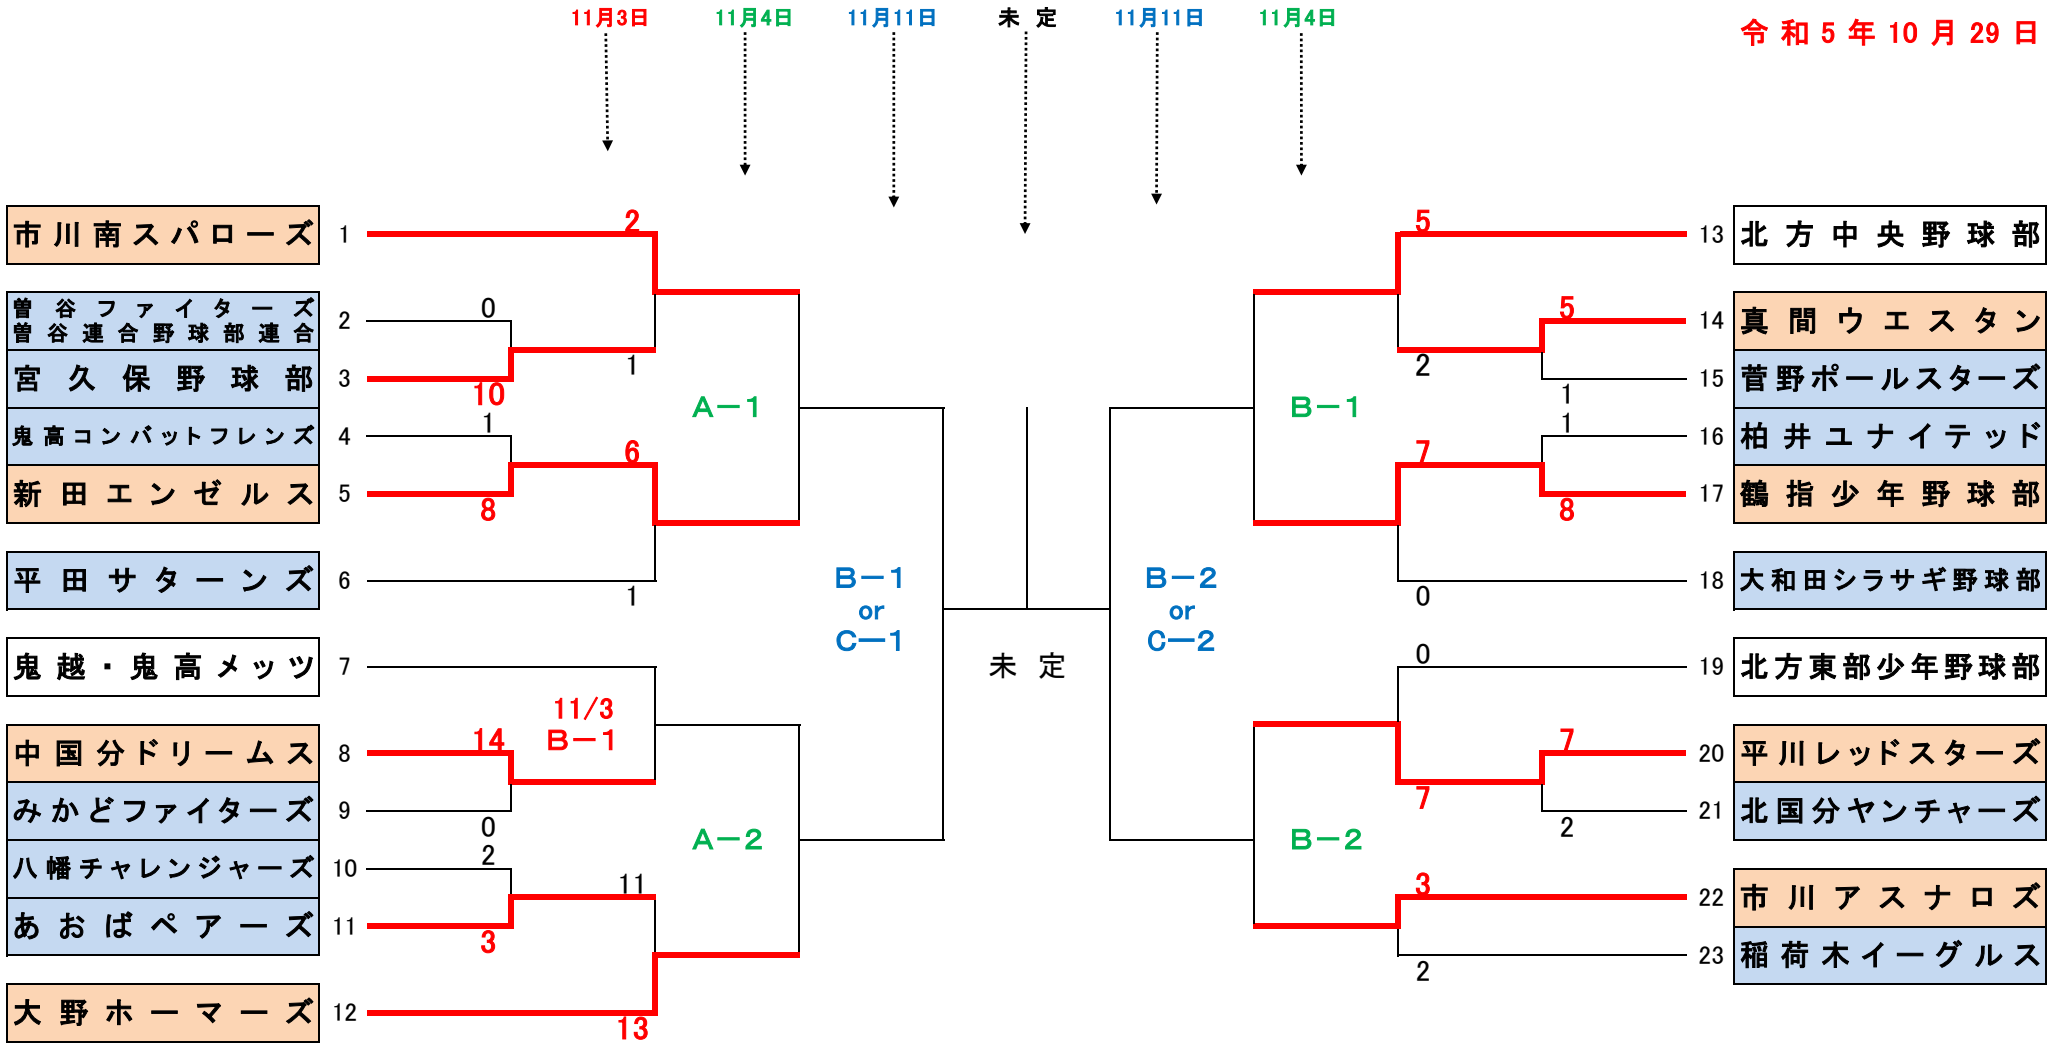 11月3日 11月4日 11月11日 未 定 11月11日 11月4日
令和5年10月29日
市川南スパローズ 1
曽谷ファイターズ
曽谷連合野球部連合 2
宮久保野球部 3
鬼高コンバットフレンズ 4
新田エンゼルス 5
平田サターンズ 6
鬼越・鬼高メッツ 7
中国分ドリームス 8
みかどファイターズ 9
八幡チャレンジャーズ 10
あおばペアーズ 11
大野ホーマーズ 12
2
0
1
10
1
6
8
1
14
0
2
11
3
13
A－1
11/3
B－1
A－2
B－1
or
C－1
未 定
B－2
or
C－2
B－1
B－2
5
5
2
1
1
7
8
0
0
7
7
2
3
2
13 北方中央野球部
14 真間ウエスタン
15 菅野ポールスターズ
16 柏井ユナイテッド
17 鶴指少年野球部
18 大和田シラサギ野球部
19 北方東部少年野球部
20 平川レッドスターズ
21 北国分ヤンチャーズ
22 市川アスナロズ
23 稲荷木イーグルス